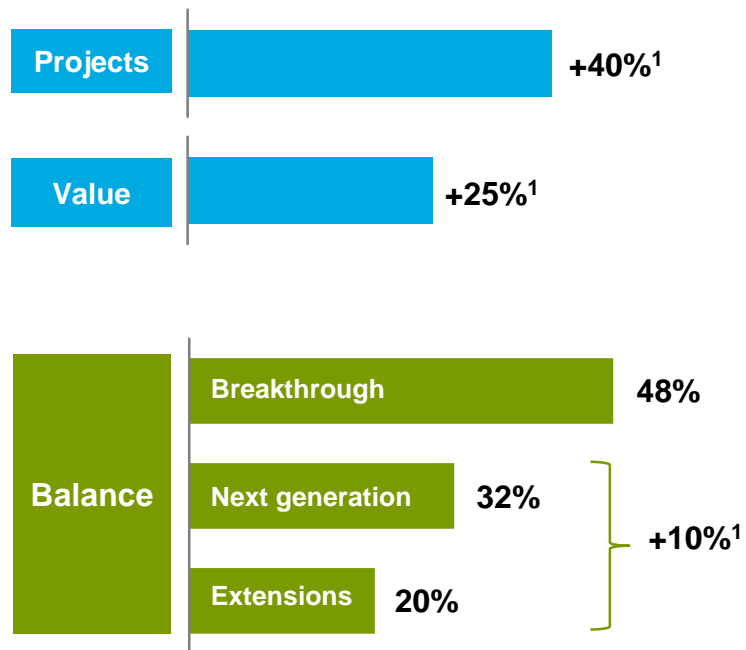 Projects
+40%¹
Value
+25%¹
Balance
Breakthrough
48%
Next generation
32%
+10%¹
Extensions
20%